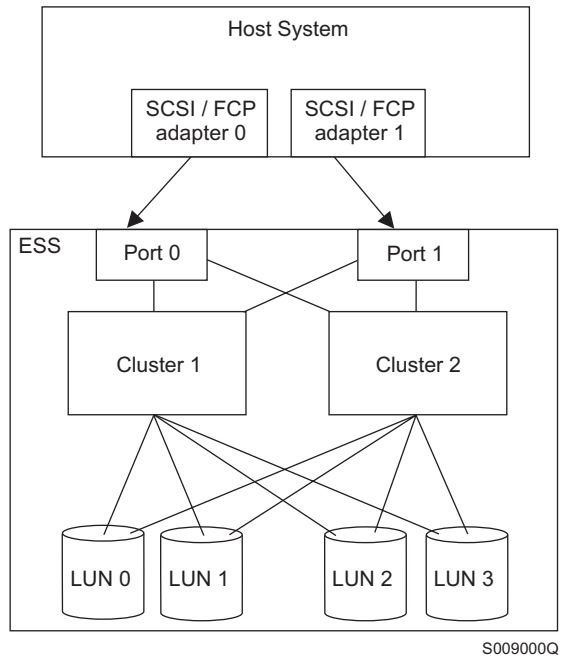 Host System
SCSI / FCP
adapter 0
SCSI / FCP
adapter 1
ESS
Port 0
Port 1
Cluster 1
Cluster 2
LUN 0
LUN 1
LUN 2
LUN 3
S009000Q